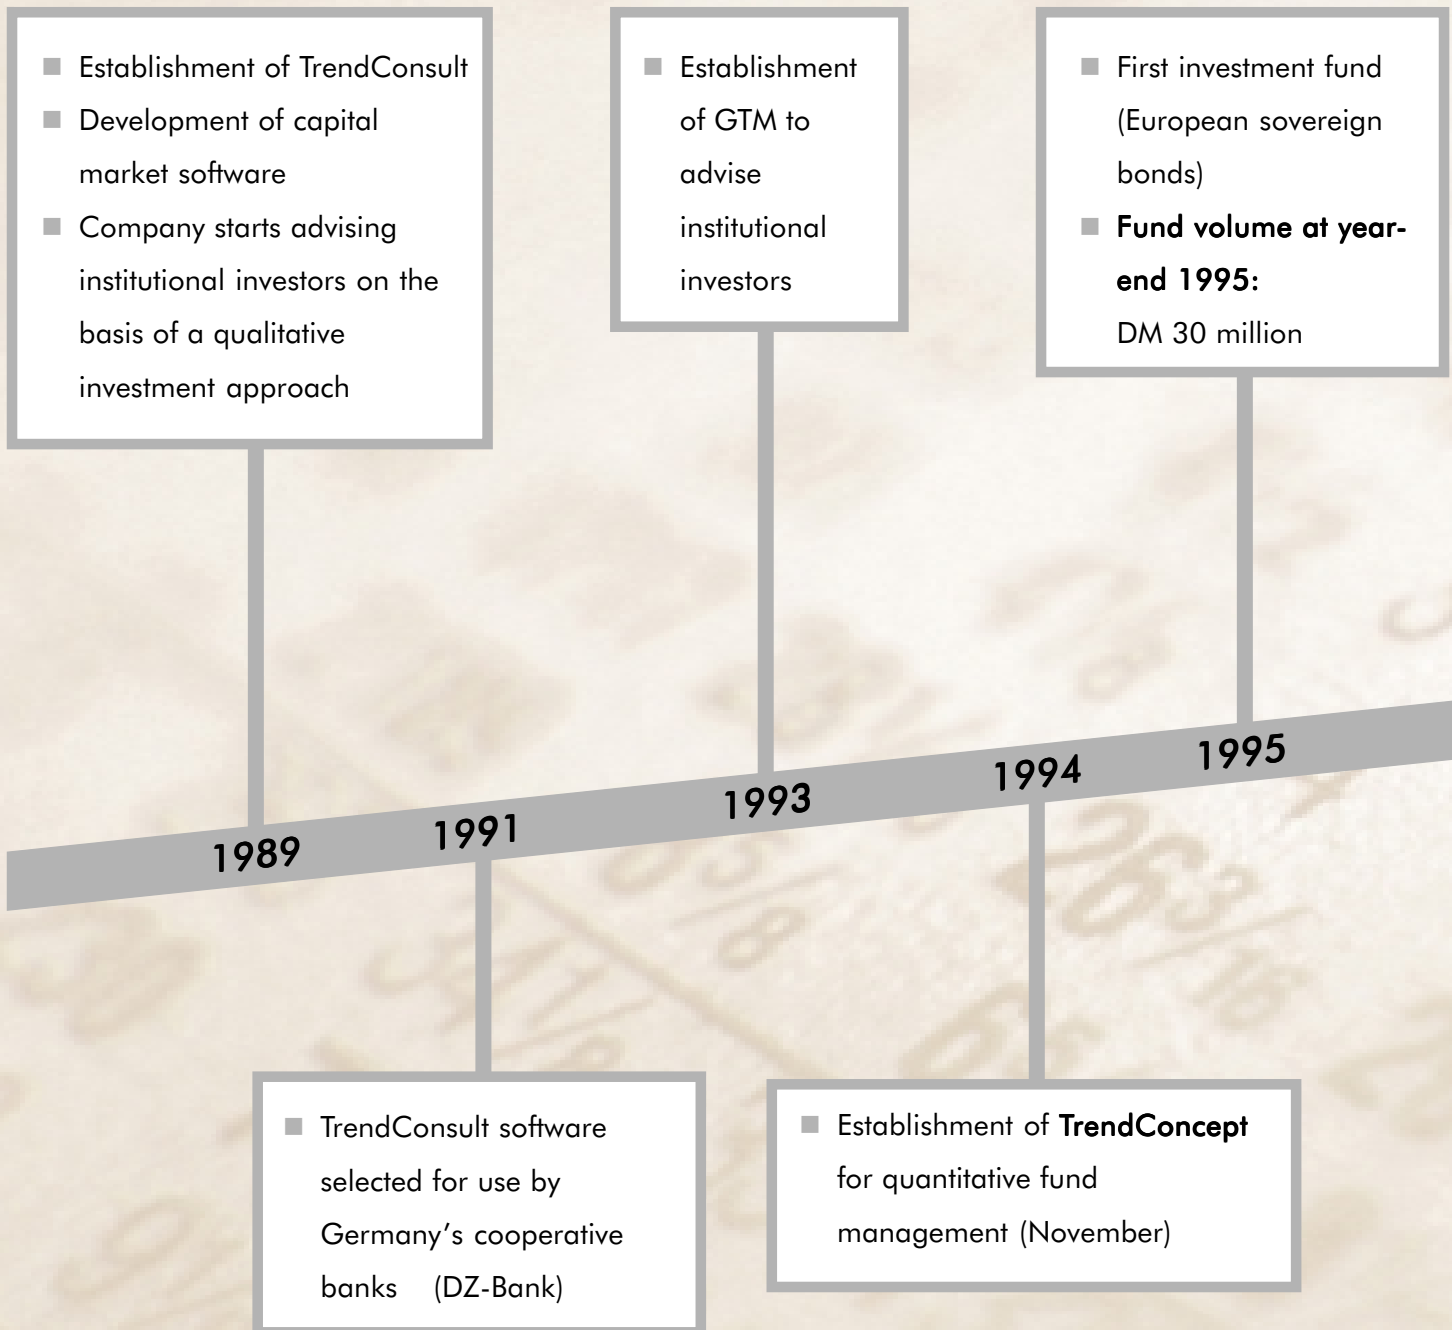 Establishment of TrendConsult
Development of capital
market software
Company starts advising
institutional investors on the
basis of a qualitative
investment approach
Establishment
of GTM to
advise
institutional
investors
First investment fund
(European sovereign
bonds)
Fund volume at year-
end 1995:
DM 30 million
1989
1991
1993
1994
1995
TrendConsult software
selected for use by
Germany’s cooperative
banks (DZ-Bank)
Establishment of TrendConcept
for quantitative fund
management (November)